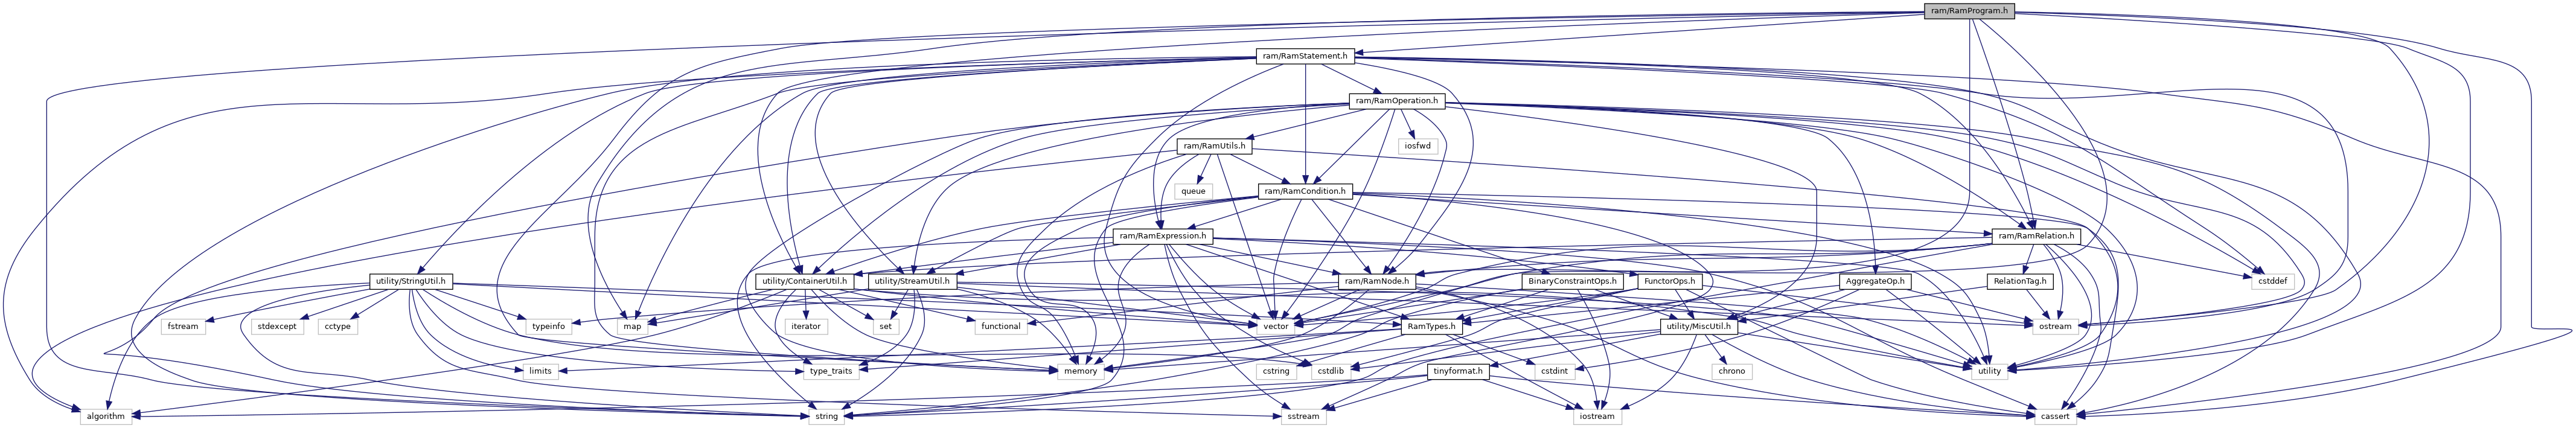 ram/RamProgram.h
ram/RamStatement.h
ram/RamOperation.h
ram/RamUtils.h
iosfwd
queue
ram/RamCondition.h
ram/RamExpression.h
ram/RamRelation.h
utility/StringUtil.h
utility/ContainerUtil.h
utility/StreamUtil.h
ram/RamNode.h
BinaryConstraintOps.h
FunctorOps.h
AggregateOp.h
RelationTag.h
cstddef
fstream
stdexcept
cctype
typeinfo
map
iterator
set
functional
vector
RamTypes.h
utility/MiscUtil.h
ostream
limits
type_traits
memory
cstdlib
cstring
tinyformat.h
cstdint
chrono
utility
algorithm
string
sstream
iostream
cassert